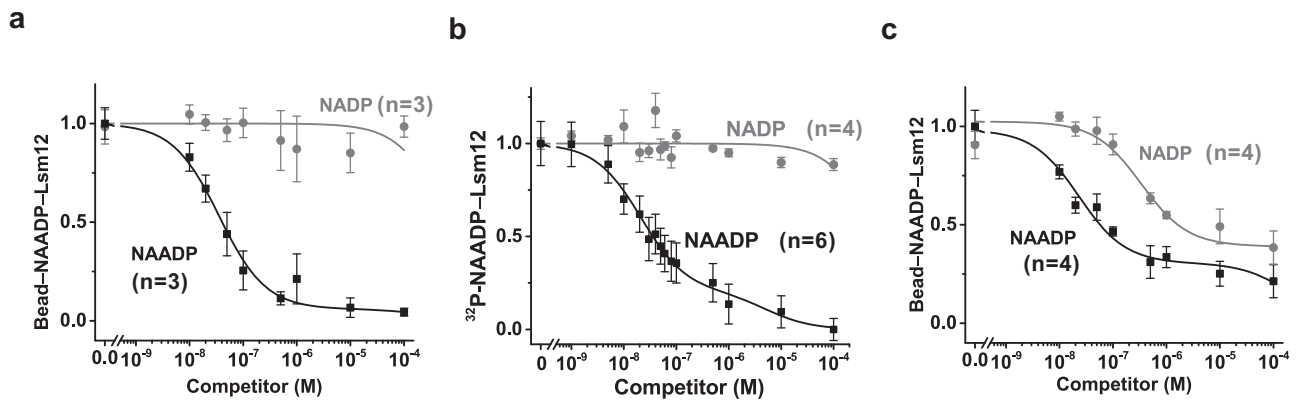 a
Bead–NAADP–Lsm12
1.0
0.5
0.0
NADP (n=3)
NAADP
(n=3)
0.0 10⁻⁹ 10⁻⁸ 10⁻⁷ 10⁻⁶ 10⁻⁵ 10⁻⁴
Competitor (M)
b
³²P-NAADP–Lsm12
1.0
0.5
0.0
NADP (n=4)
NAADP (n=6)
0 10⁻⁹ 10⁻⁸ 10⁻⁷ 10⁻⁶ 10⁻⁵ 10⁻⁴
Competitor (M)
c
Bead–NAADP–Lsm12
1.0
0.5
0.0
NADP (n=4)
NAADP
(n=4)
0.0 10⁻⁹ 10⁻⁸ 10⁻⁷ 10⁻⁶ 10⁻⁵ 10⁻⁴
Competitor (M)